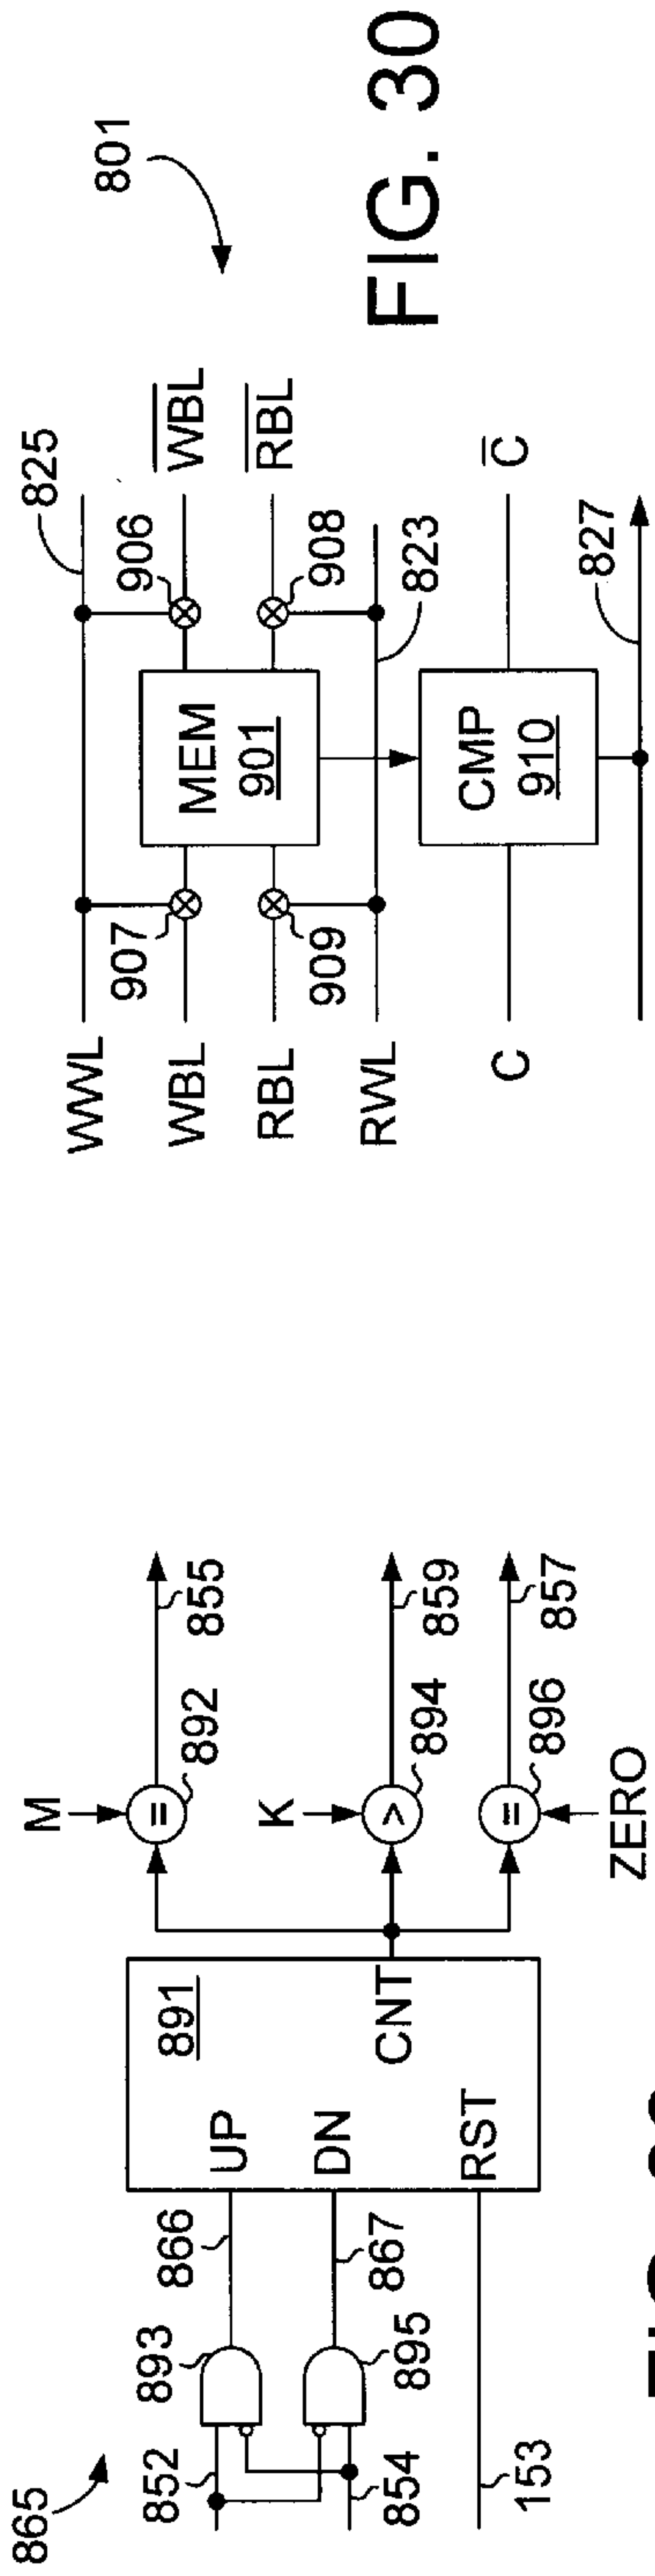 865
852
854
893
895
866
867
153
UP
DN
RST
891
CNT
M
=
892
855
K
>
894
859
=
896
857
ZERO
801
WWL
825
WBL
907
906
W̅B̅L̅
MEM
901
RBL
909
908
R̅B̅L̅
RWL
823
C
CMP
910
C̅
827
FIG. 30